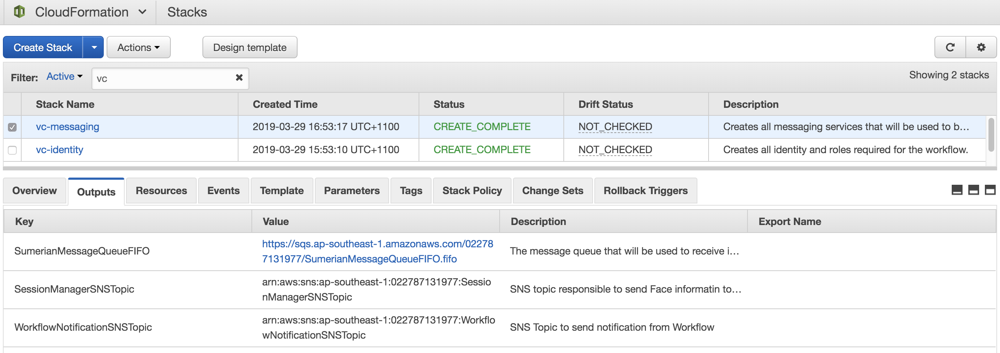 CloudFormation Stacks
Create Stack Actions Design template
Filter: Active vc Showing 2 stacks
Stack Name Created Time Status Drift Status Description
vc-messaging 2019-03-29 16:53:17 UTC+1100 CREATE_COMPLETE NOT_CHECKED Creates all messaging services that will be used to b...
vc-identity 2019-03-29 15:53:10 UTC+1100 CREATE_COMPLETE NOT_CHECKED Creates all identity and roles required for the workflow.
Overview Outputs Resources Events Template Parameters Tags Stack Policy Change Sets Rollback Triggers
Key Value Description Export Name
SumerianMessageQueueFIFO https://sqs.ap-southeast-1.amazonaws.com/02278
7131977/SumerianMessageQueueFIFO.fifo The message queue that will be used to receive i...
SessionManagerSNSTopic arn:aws:sns:ap-southeast-1:022787131977:Sessio
nManagerSNSTopic SNS topic responsible to send Face informatin to...
WorkflowNotificationSNSTopic arn:aws:sns:ap-southeast-1:022787131977:Workflo
wNotificationSNSTopic SNS Topic to send notification from Workflow